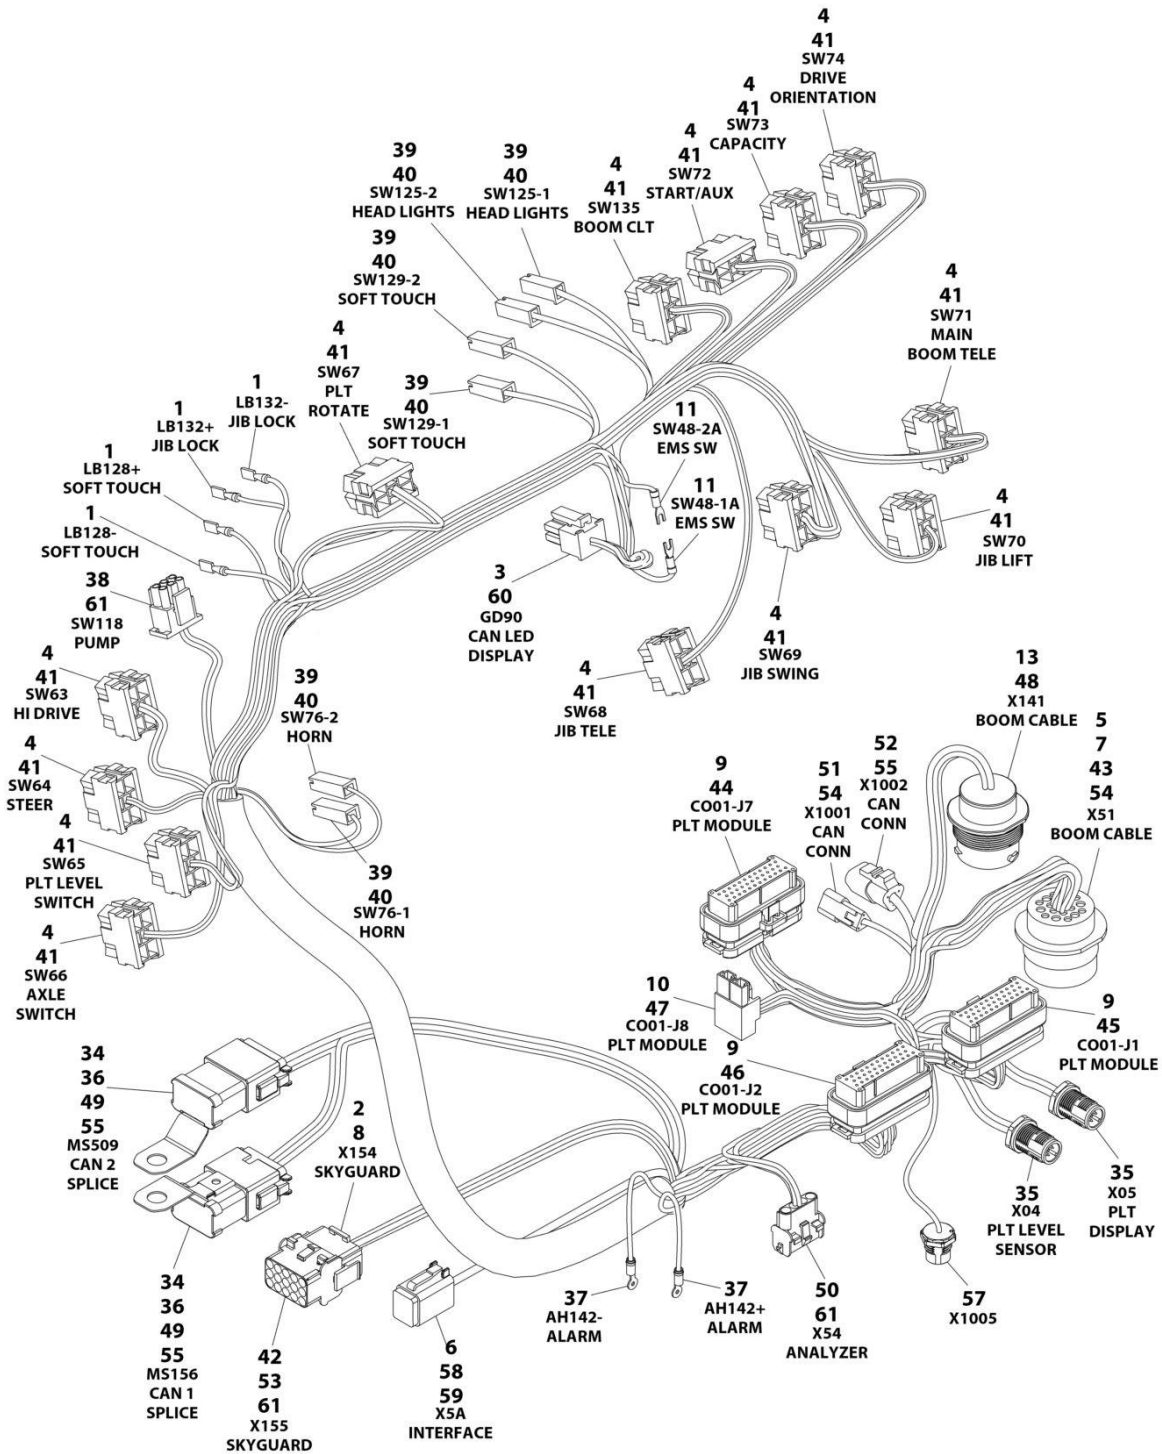 4
41
SW74
DRIVE
ORIENTATION
4
41
SW73
CAPACITY
4
41
SW72
START/AUX
4
41
SW135
BOOM CLT
39
40
SW125-1
HEAD LIGHTS
39
40
SW125-2
HEAD LIGHTS
39
40
SW129-2
SOFT TOUCH
4
41
SW67
PLT
ROTATE
39
40
SW129-1
SOFT TOUCH
4
41
SW71
MAIN
BOOM TELE
1
LB132-
JIB LOCK
1
LB132+
JIB LOCK
1
LB128+
SOFT TOUCH
1
LB128-
SOFT TOUCH
11
SW48-2A
EMS SW
11
SW48-1A
EMS SW
4
41
SW70
JIB LIFT
38
61
SW118
PUMP
3
60
GD90
CAN LED
DISPLAY
4
41
SW69
JIB SWING
4
41
SW68
JIB TELE
4
41
SW63
HI DRIVE
39
40
SW76-2
HORN
13
48
X141
BOOM CABLE
5
7
43
54
X51
BOOM CABLE
4
41
SW64
STEER
52
55
X1002
CAN
CONN
51
54
X1001
CAN
CONN
9
44
CO01-J7
PLT MODULE
4
41
SW65
PLT LEVEL
SWITCH
39
40
SW76-1
HORN
4
41
SW66
AXLE
SWITCH
10
47
CO01-J8
PLT MODULE
9
45
CO01-J1
PLT MODULE
9
46
CO01-J2
PLT MODULE
34
36
49
55
MS509
CAN 2
SPLICE
2
8
X154
SKYGUARD
35
X05
PLT
DISPLAY
35
X04
PLT LEVEL
SENSOR
57
X1005
34
36
49
55
MS156
CAN 1
SPLICE
37
AH142-
ALARM
37
AH142+
ALARM
50
61
X54
ANALYZER
42
53
61
X155
SKYGUARD
6
58
59
X5A
INTERFACE